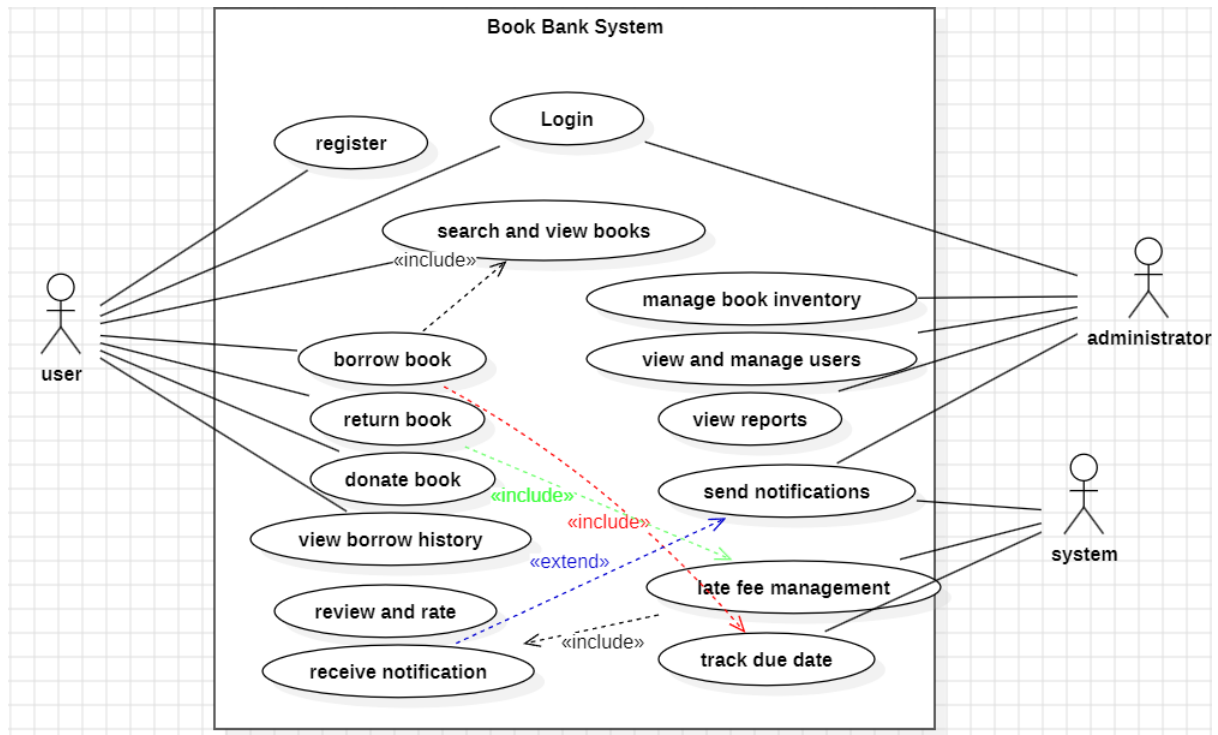 Book Bank System
Login
register
search and view books
«include»
manage book inventory
administrator
borrow book
view and manage users
user
return book
view reports
donate book
send notifications
«include»
«include»
view borrow history
system
«extend»
late fee management
review and rate
«include»
track due date
receive notification